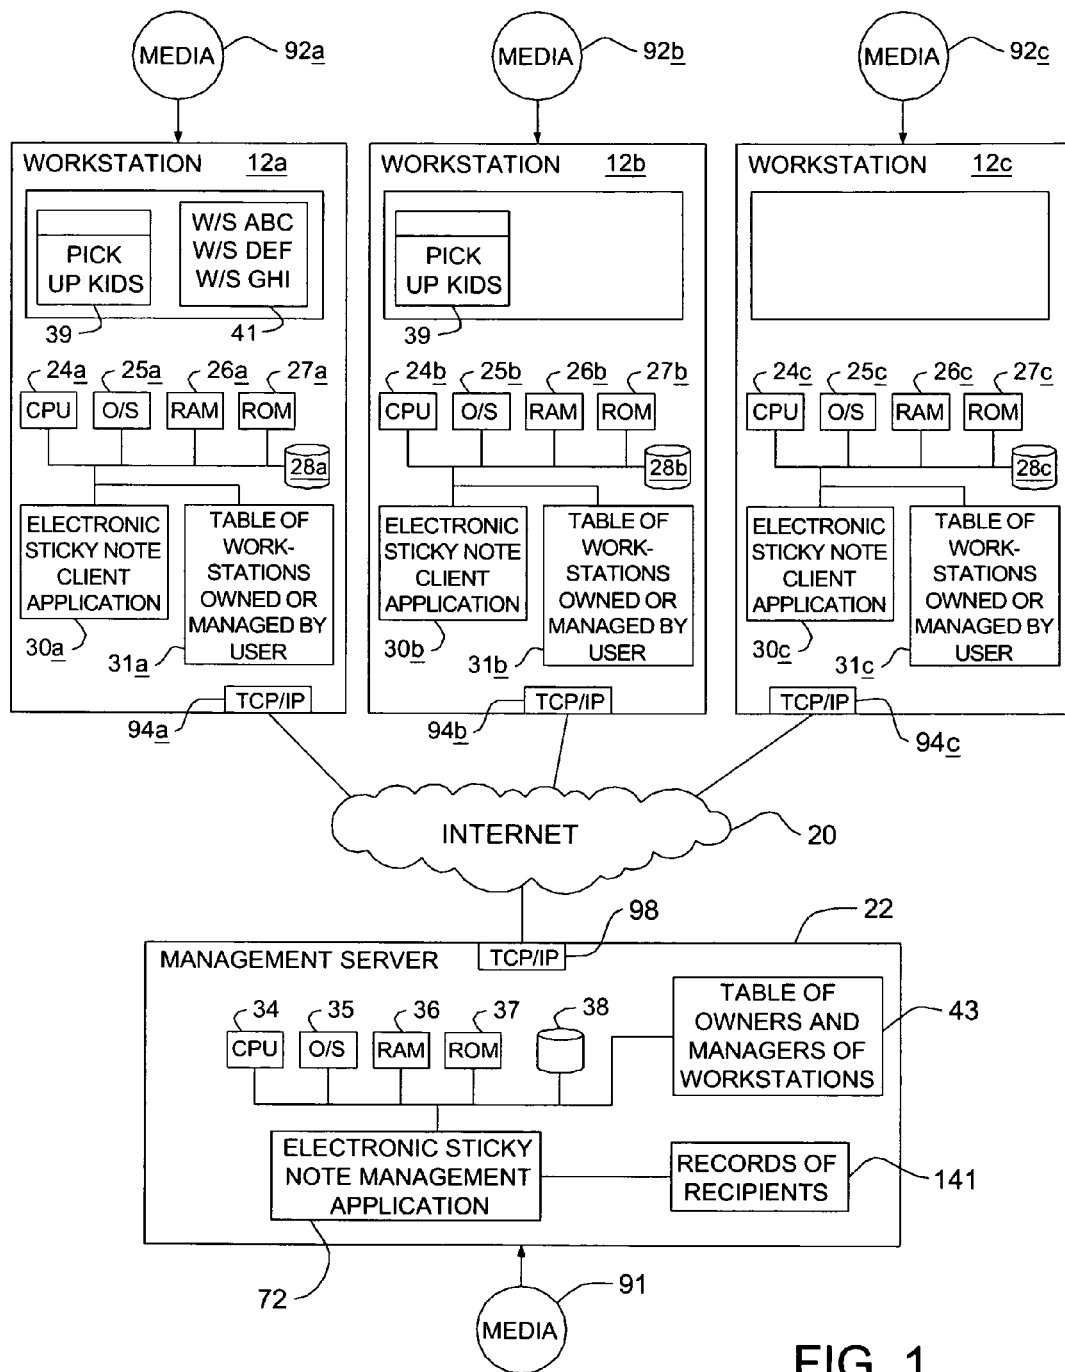 MEDIA 92a
MEDIA 92b
MEDIA 92c
WORKSTATION 12a
W/S ABC
W/S DEF
W/S GHI
PICK
UP KIDS
39
41
24a 25a 26a 27a
CPU O/S RAM ROM
28a
ELECTRONIC
STICKY NOTE
CLIENT
APPLICATION
30a
TABLE OF
WORK-
STATIONS
OWNED OR
MANAGED BY
USER
31a
TCP/IP
94a
WORKSTATION 12b
PICK
UP KIDS
39
24b 25b 26b 27b
CPU O/S RAM ROM
28b
ELECTRONIC
STICKY NOTE
CLIENT
APPLICATION
30b
TABLE OF
WORK-
STATIONS
OWNED OR
MANAGED BY
USER
31b
TCP/IP
94b
WORKSTATION 12c
24c 25c 26c 27c
CPU O/S RAM ROM
28c
ELECTRONIC
STICKY NOTE
CLIENT
APPLICATION
30c
TABLE OF
WORK-
STATIONS
OWNED OR
MANAGED BY
USER
31c
TCP/IP
94c
INTERNET
20
98
22
MANAGEMENT SERVER
TCP/IP
34 35 36 37 38
CPU O/S RAM ROM
TABLE OF
OWNERS AND
MANAGERS OF
WORKSTATIONS
43
ELECTRONIC STICKY
NOTE MANAGEMENT
APPLICATION
72
RECORDS OF
RECIPIENTS
141
MEDIA
91
FIG. 1